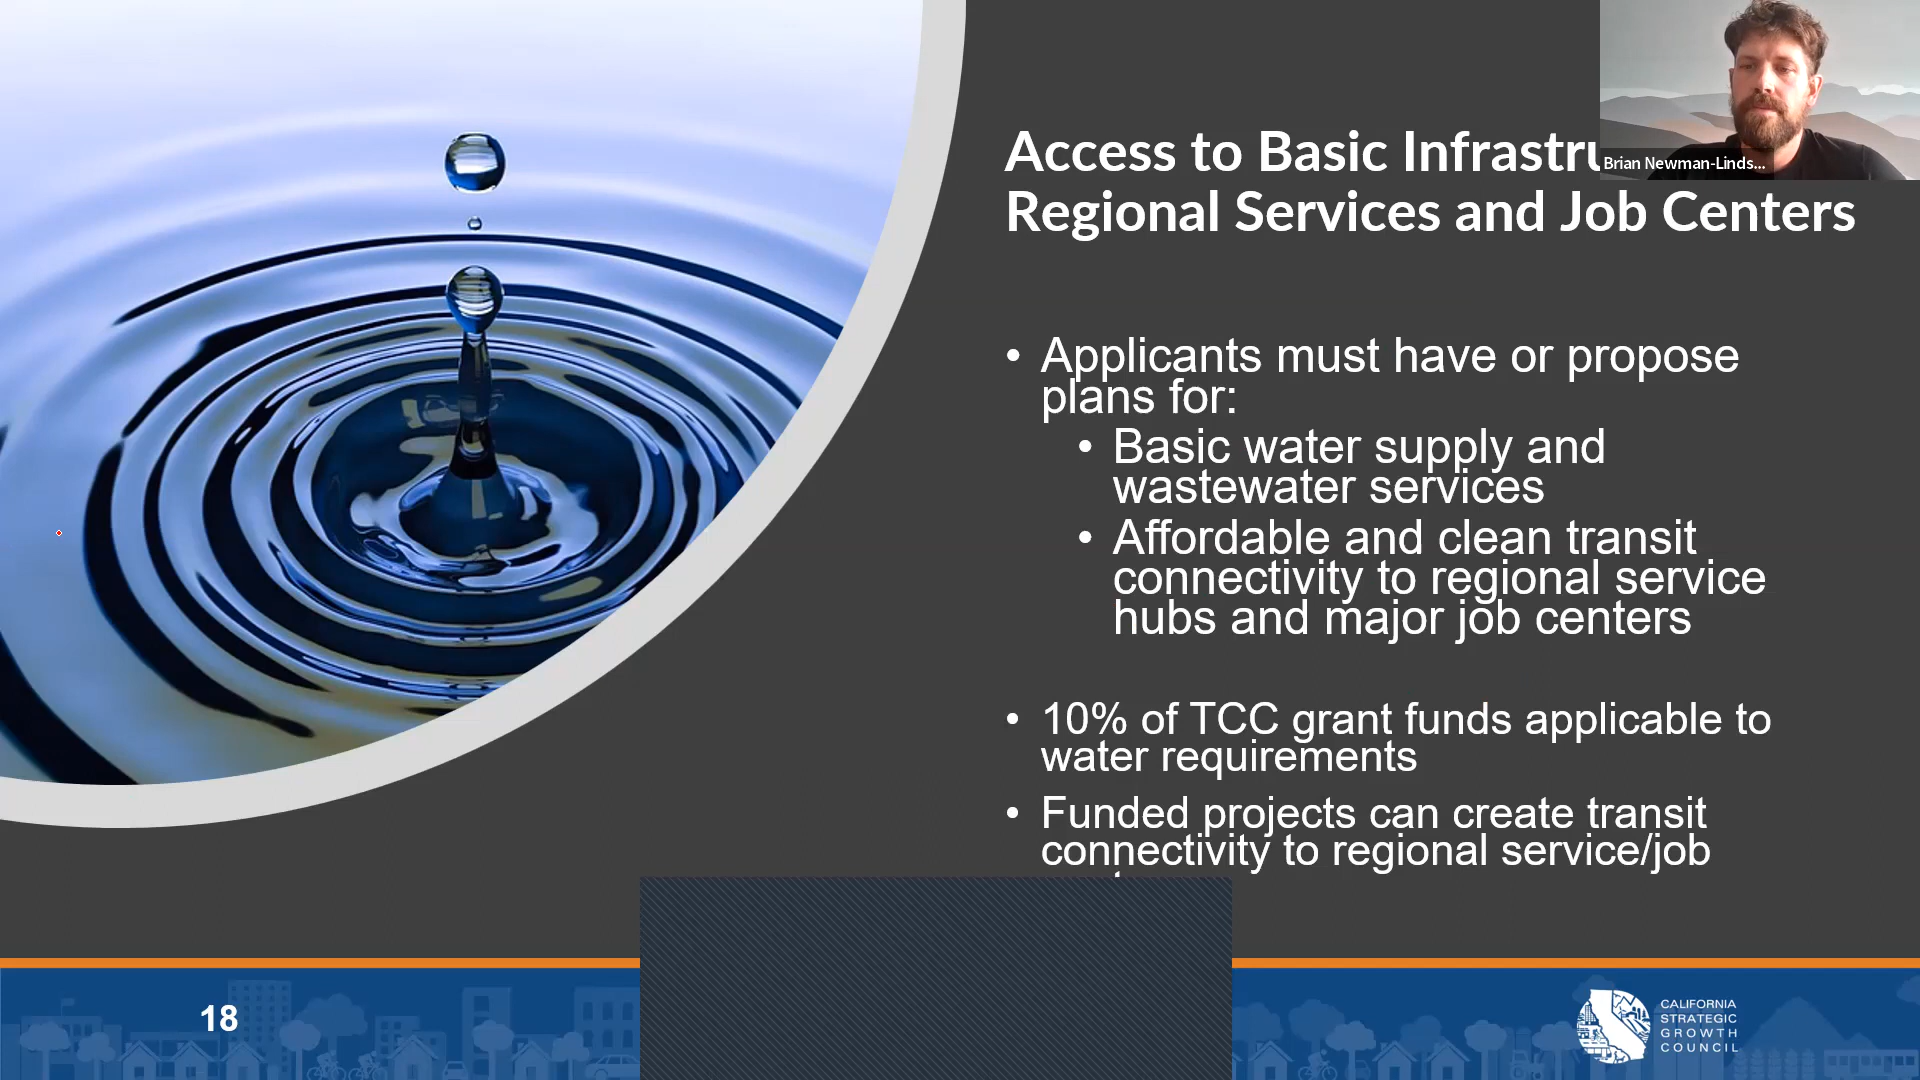 Access to Basic Infrastru
Brian Newman-Linds...
Regional Services and Job Centers
• Applicants must have or propose
plans for:
• Basic water supply and
wastewater services
• Affordable and clean transit
connectivity to regional service
hubs and major job centers
• 10% of TCC grant funds applicable to
water requirements
• Funded projects can create transit
connectivity to regional service/job
18
CALIFORNIA
STRATEGIC
GROWTH
COUNCIL